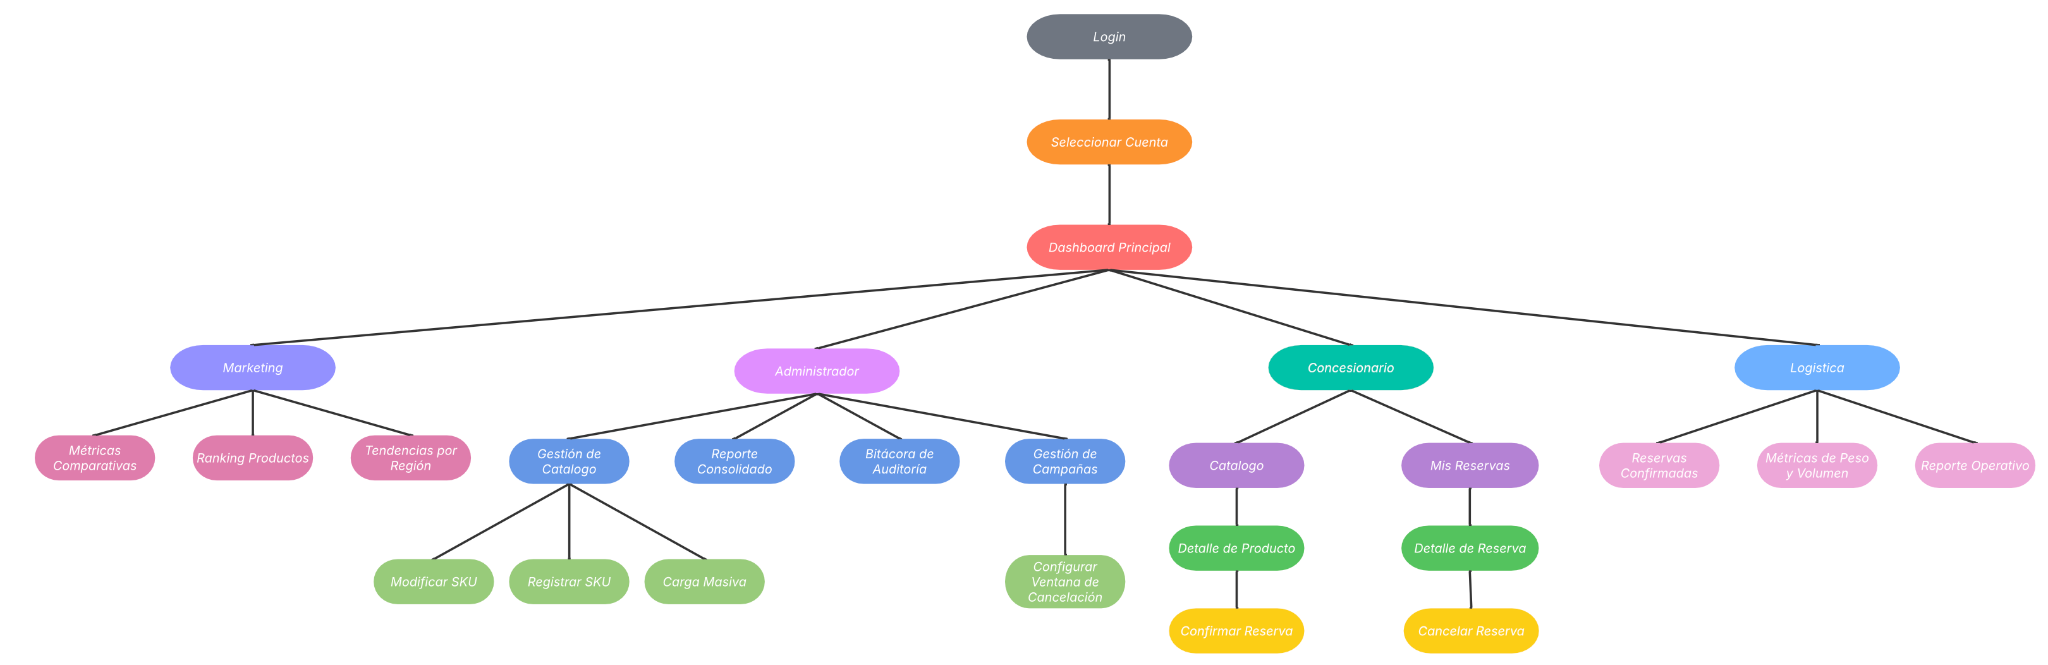 Login
Seleccionar Cuenta
Dashboard Principal
Marketing
Administrador
Concesionario
Logistica
Métricas
Comparativas
Ranking Productos
Tendencias por
Región
Gestión de
Catalogo
Reporte
Consolidado
Bitácora de
Auditoría
Gestión de
Campañas
Catalogo
Mis Reservas
Reservas
Confirmadas
Métricas de Peso
y Volumen
Reporte Operativo
Detalle de Producto
Detalle de Reserva
Modificar SKU
Registrar SKU
Carga Masiva
Configurar
Ventana de
Cancelación
Confirmar Reserva
Cancelar Reserva